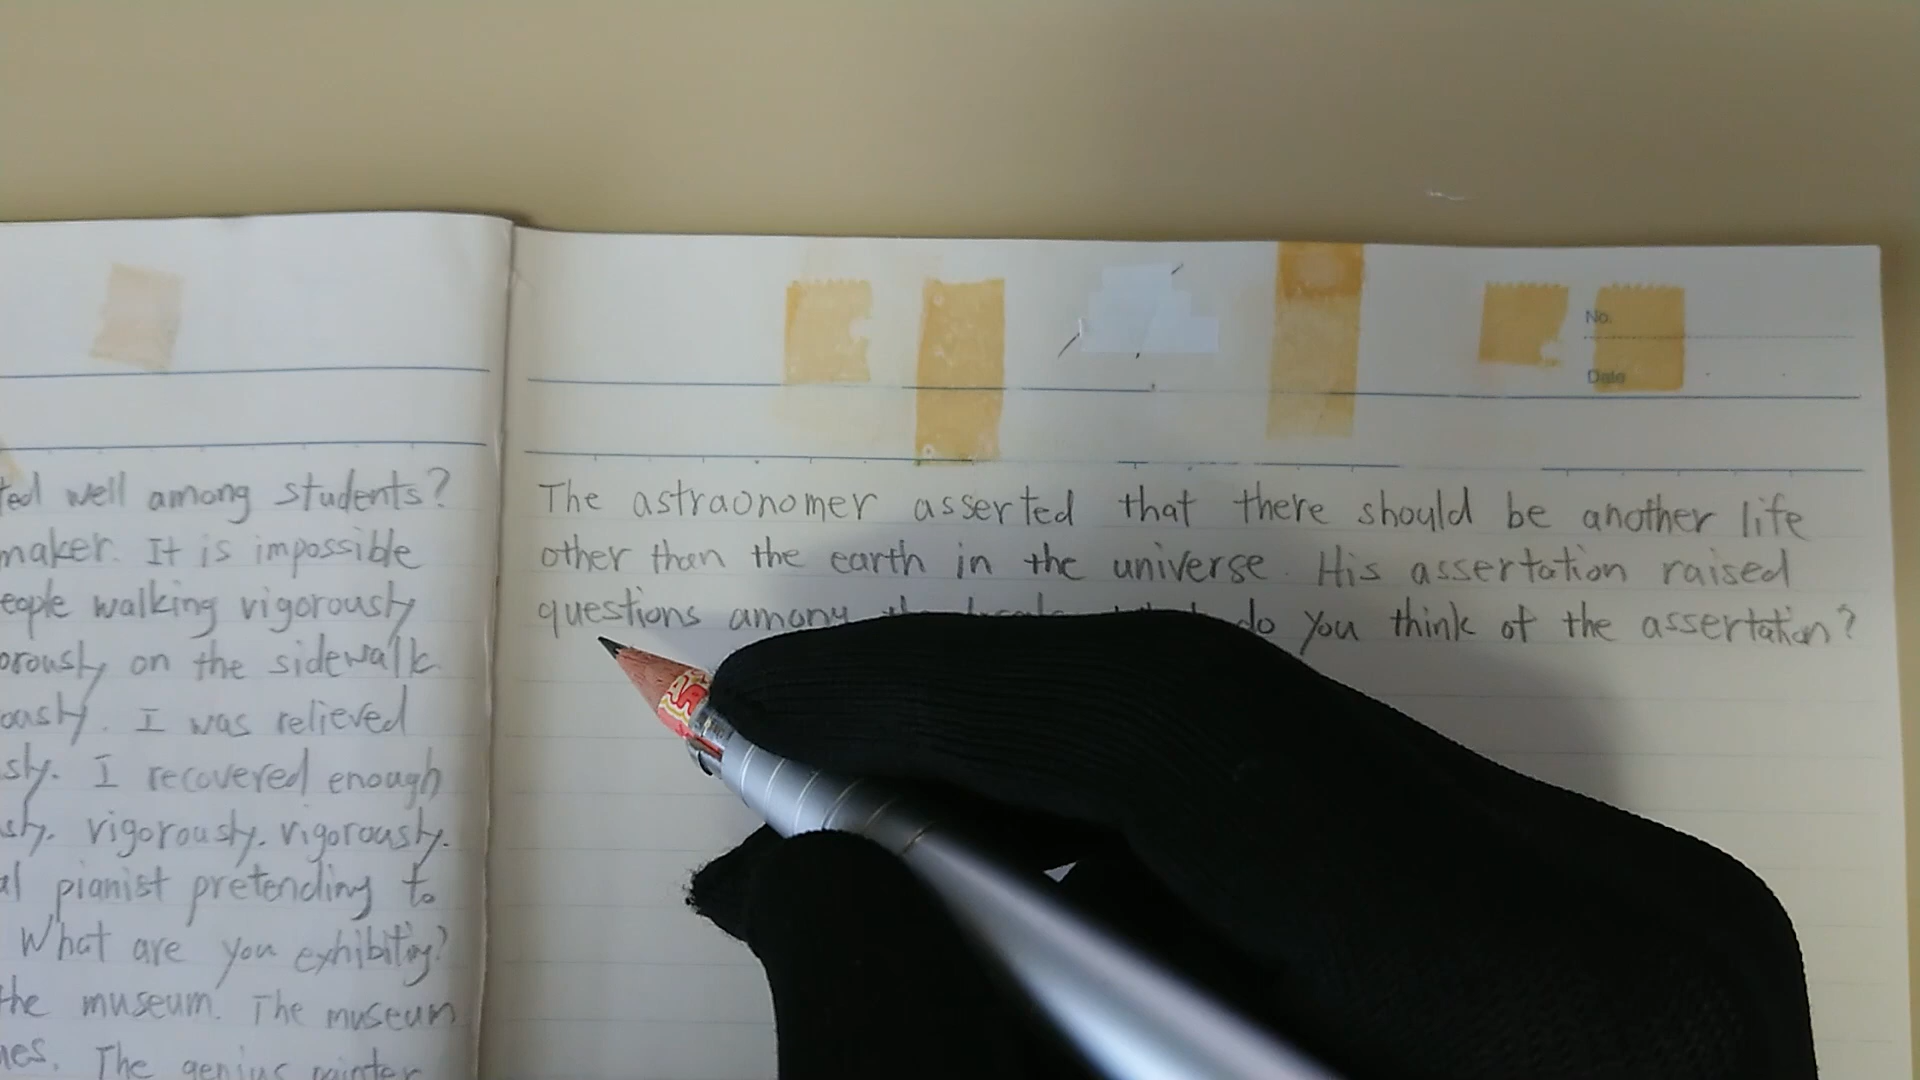 ted well among students?
maker. It is impossible
eople walking vigorously
orously on the sidewalk.
ously. I was relieved
sly. I recovered enough
sly. vigorously. vigorously.
al pianist pretending to
What are you exhibiting?
the museum. The museum
nes. The genius painter
No.
Date
The astraonomer asserted that there should be another life
other than the earth in the universe. His assertation raised
questions among do you think of the assertation?